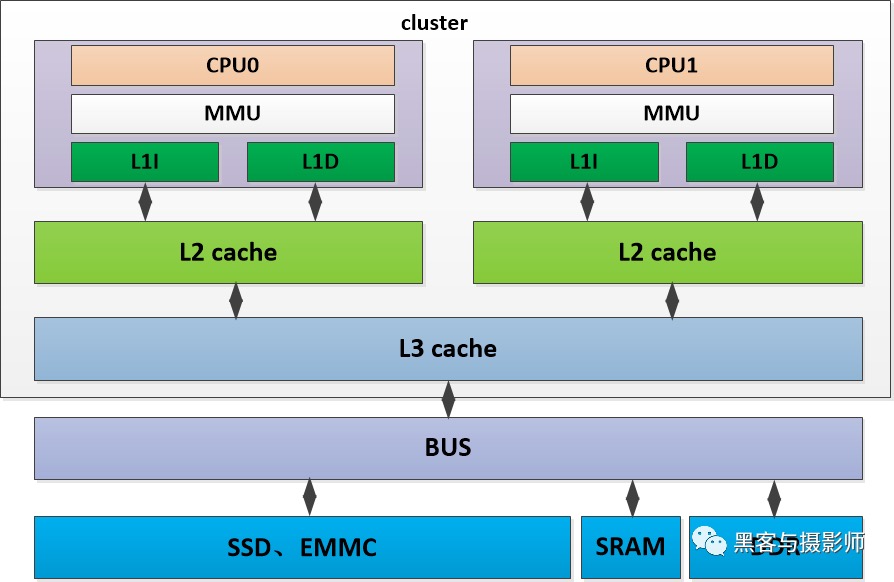 cluster
CPU0
CPU1
MMU
MMU
L1I
L1D
L1I
L1D
L2 cache
L2 cache
L3 cache
BUS
SSD、EMMC
SRAM
DDR
黑客与摄影师